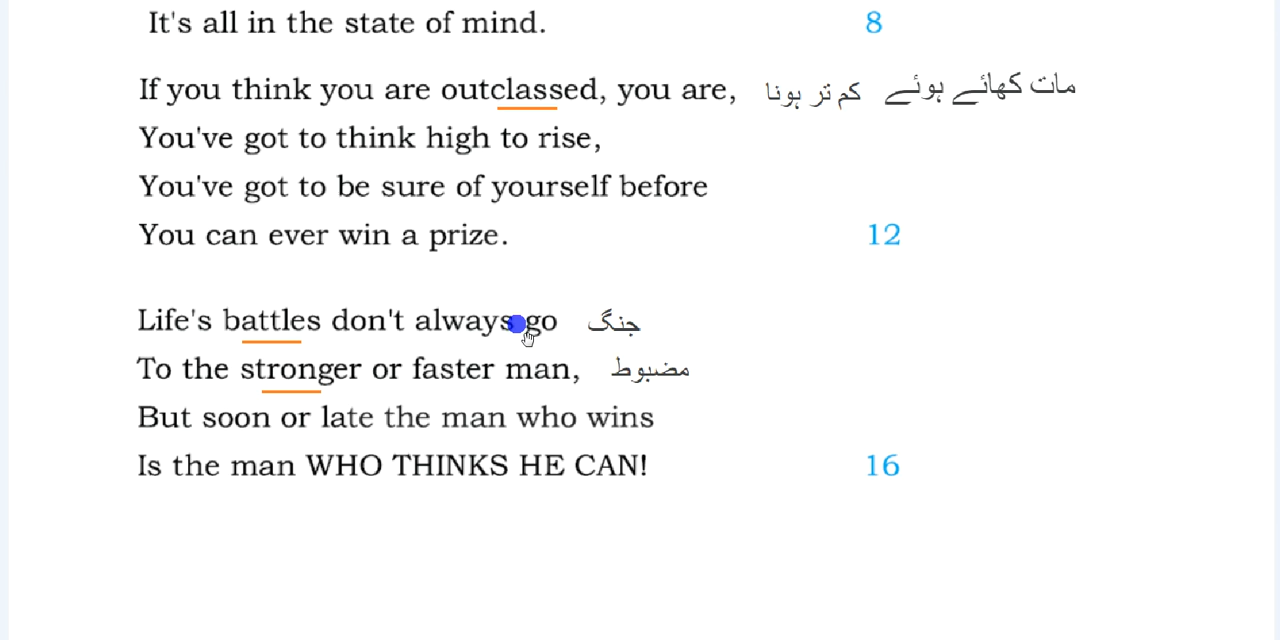 It's all in the state of mind. 8
If you think you are outclassed, you are, کم تر ہونا مات کھائے ہوئے
You've got to think high to rise,
You've got to be sure of yourself before
You can ever win a prize. 12
Life's battles don't always go جنگ
To the stronger or faster man, مضبوط
But soon or late the man who wins
Is the man WHO THINKS HE CAN! 16